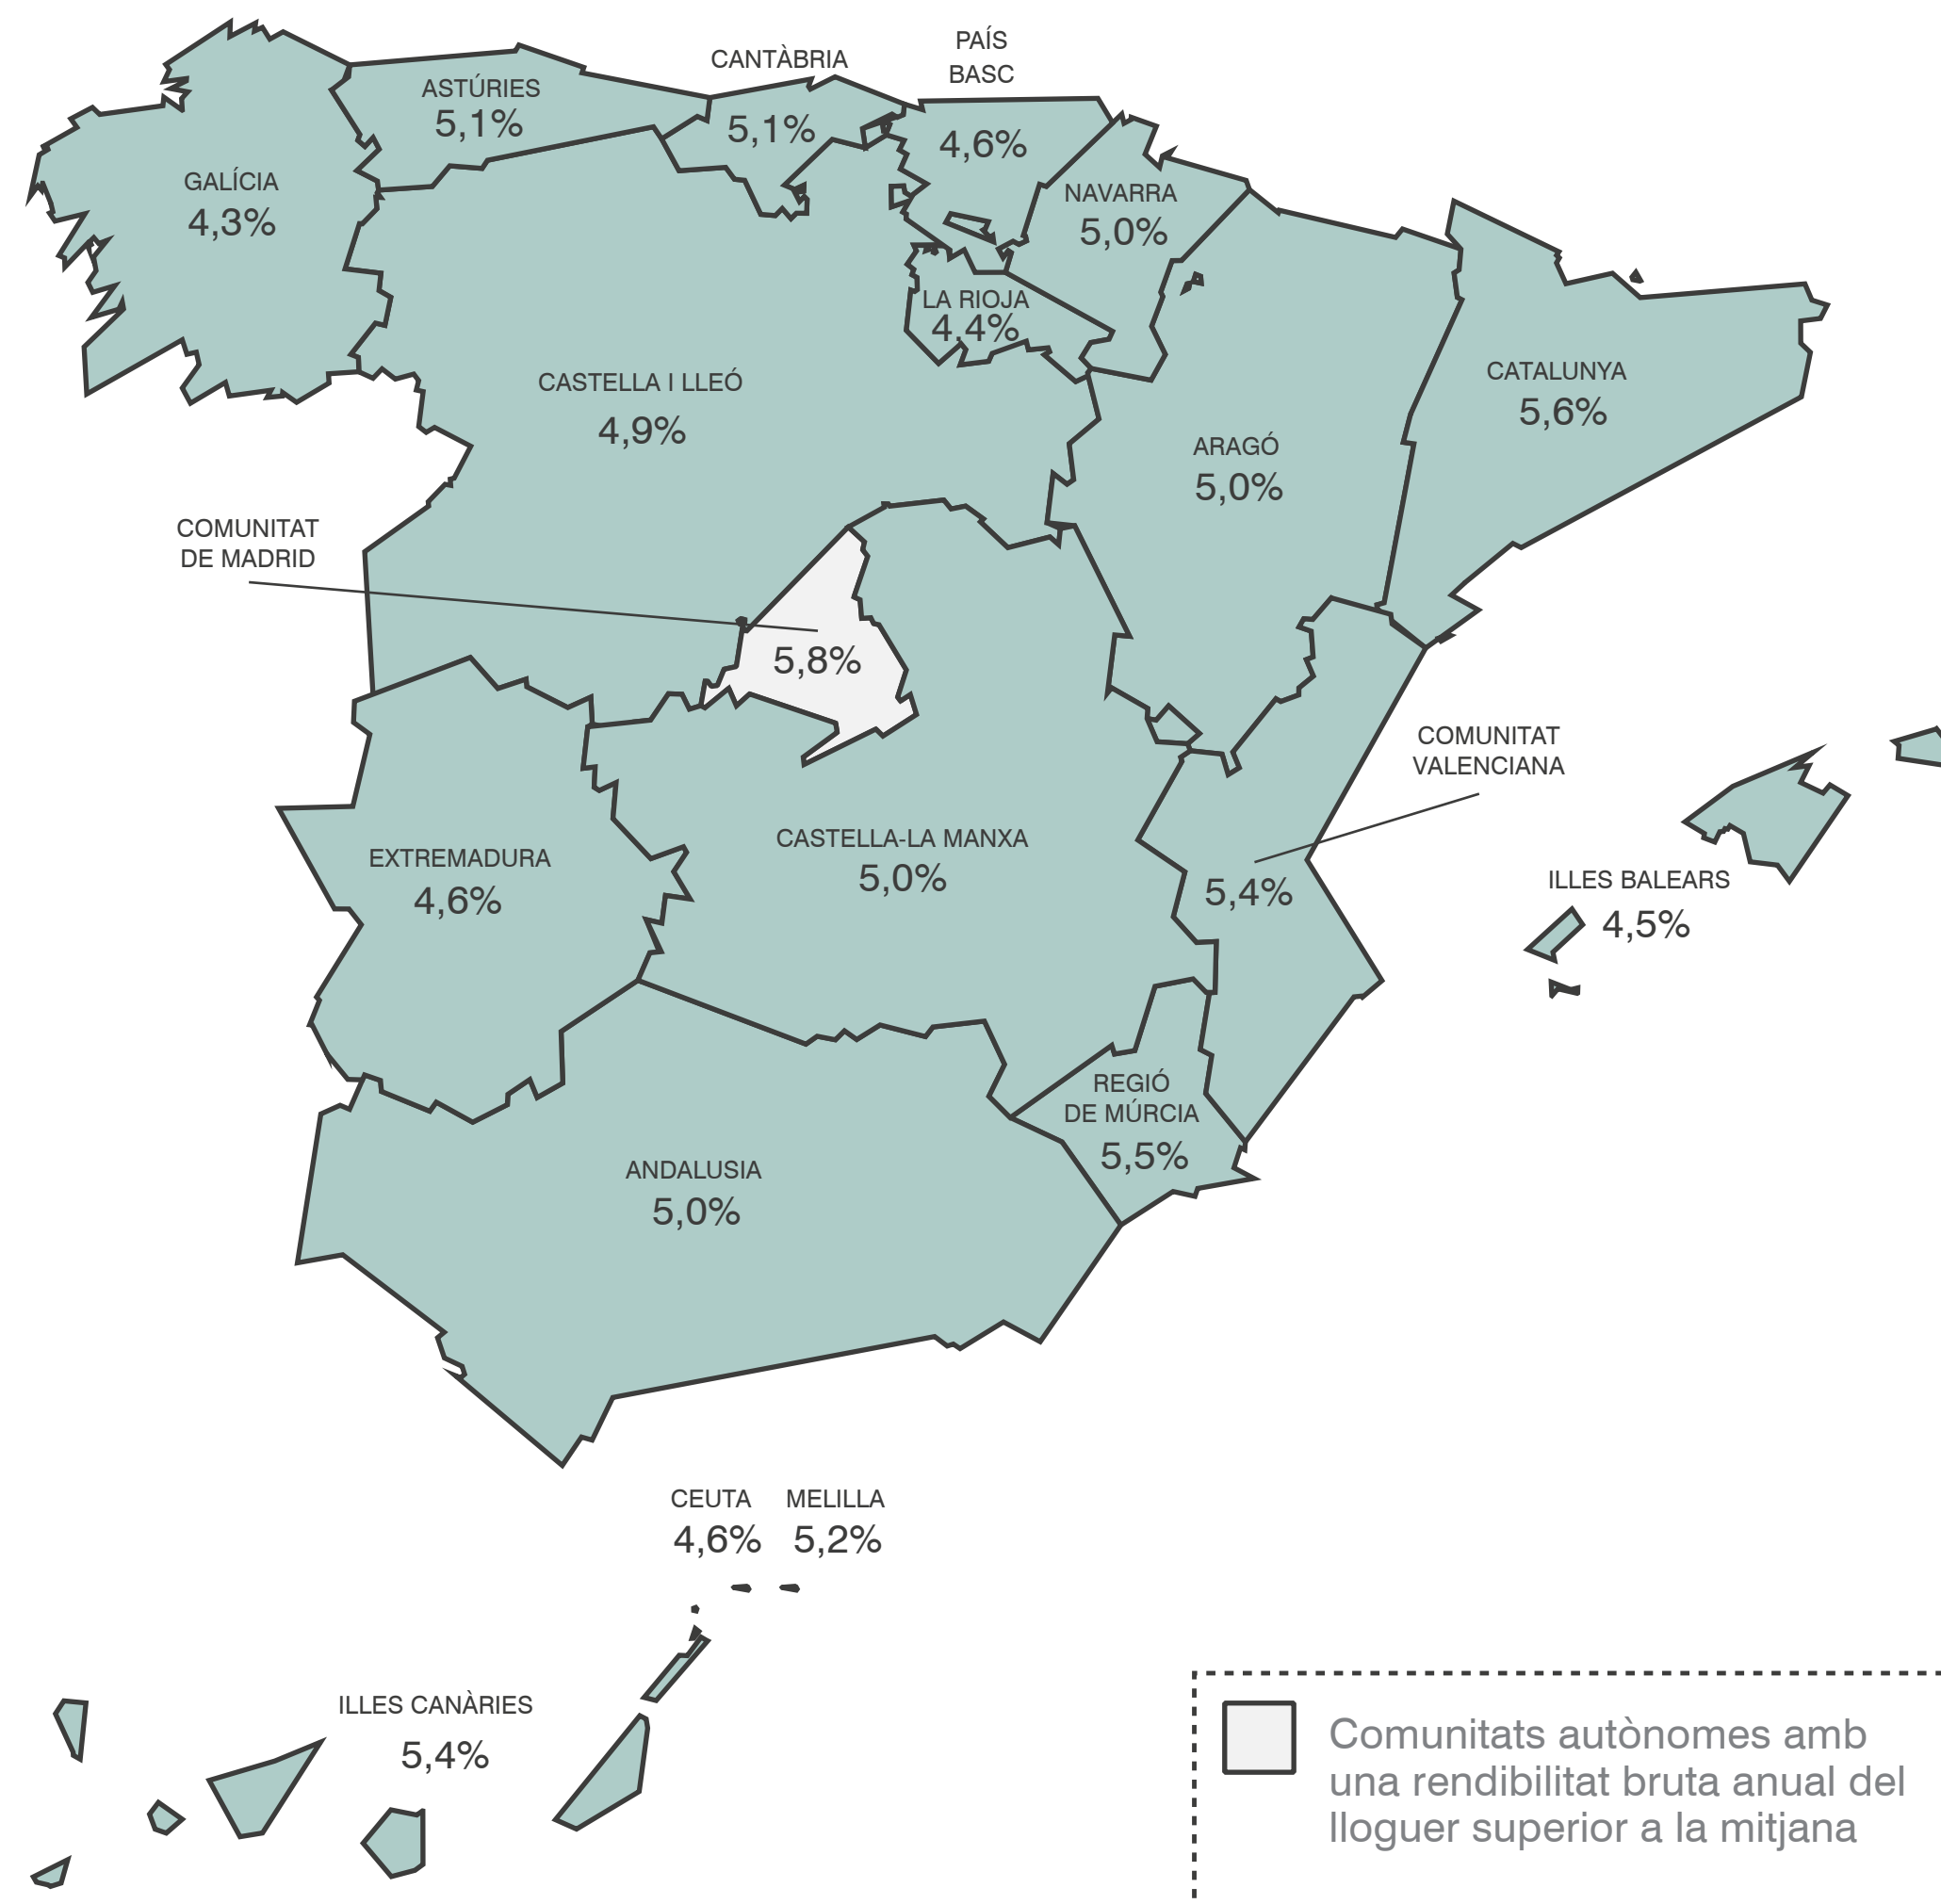 CANTÀBRIA
PAÍS
BASC
ASTÚRIES
5,1%
5,1%
4,6%
GALÍCIA
4,3%
NAVARRA
5,0%
LA RIOJA
4,4%
CASTELLA I LLEÓ
4,9%
CATALUNYA
5,6%
ARAGÓ
5,0%
COMUNITAT
DE MADRID
5,8%
COMUNITAT
VALENCIANA
5,4%
EXTREMADURA
4,6%
CASTELLA-LA MANXA
5,0%
ILLES BALEARS
4,5%
REGIÓ
DE MÚRCIA
5,5%
ANDALUSIA
5,0%
CEUTA
4,6%
MELILLA
5,2%
ILLES CANÀRIES
5,4%
Comunitats autònomes amb
una rendibilitat bruta anual del
lloguer superior a la mitjana